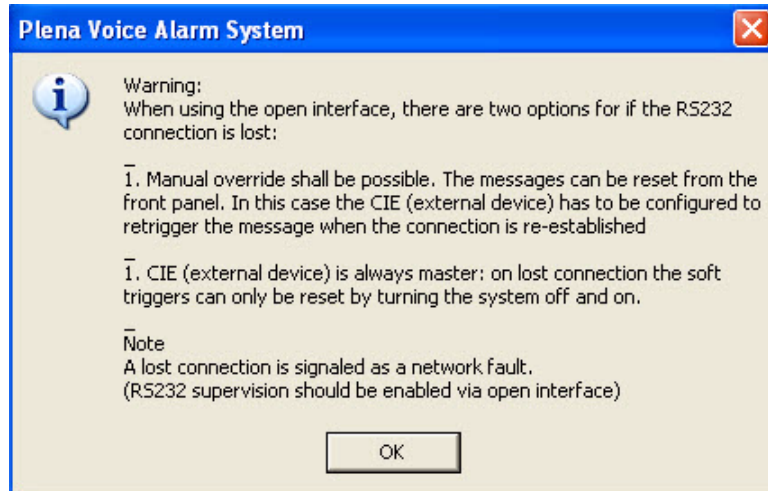 Plena Voice Alarm System
Warning:
When using the open interface, there are two options for if the RS232
connection is lost:
_
1. Manual override shall be possible. The messages can be reset from the
front panel. In this case the CIE (external device) has to be configured to
retrigger the message when the connection is re-established
_
1. CIE (external device) is always master: on lost connection the soft
triggers can only be reset by turning the system off and on.
_
Note
A lost connection is signaled as a network fault.
(RS232 supervision should be enabled via open interface)
OK